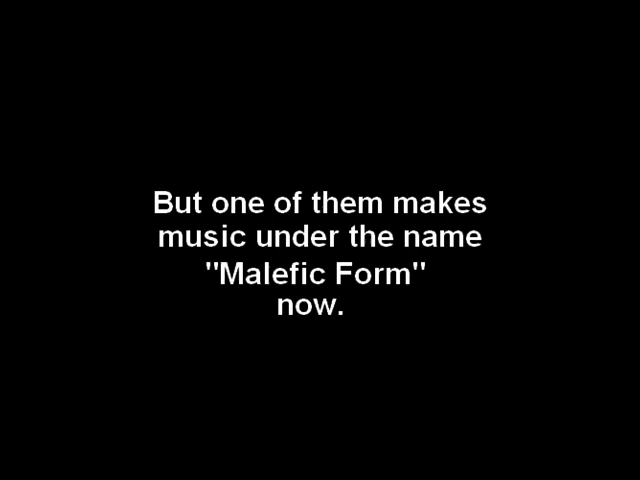 But one of them makes
music under the name
"Malefic Form"
now.